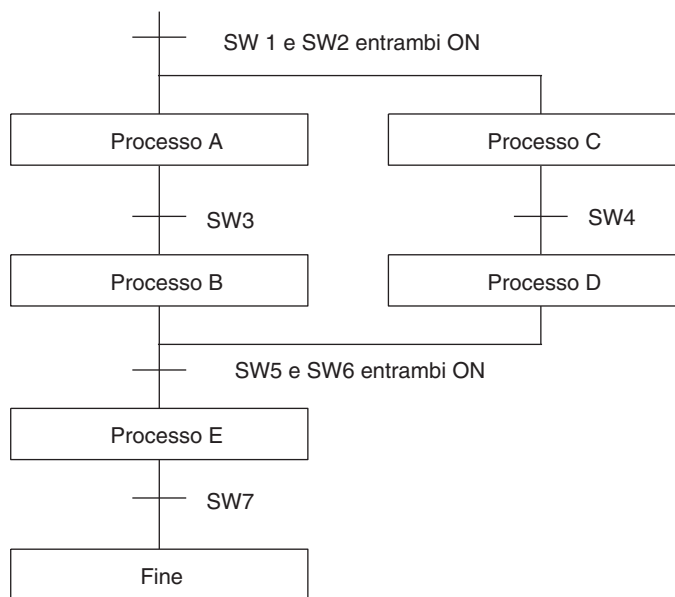 SW 1 e SW2 entrambi ON
Processo A
Processo C
SW3
SW4
Processo B
Processo D
SW5 e SW6 entrambi ON
Processo E
SW7
Fine